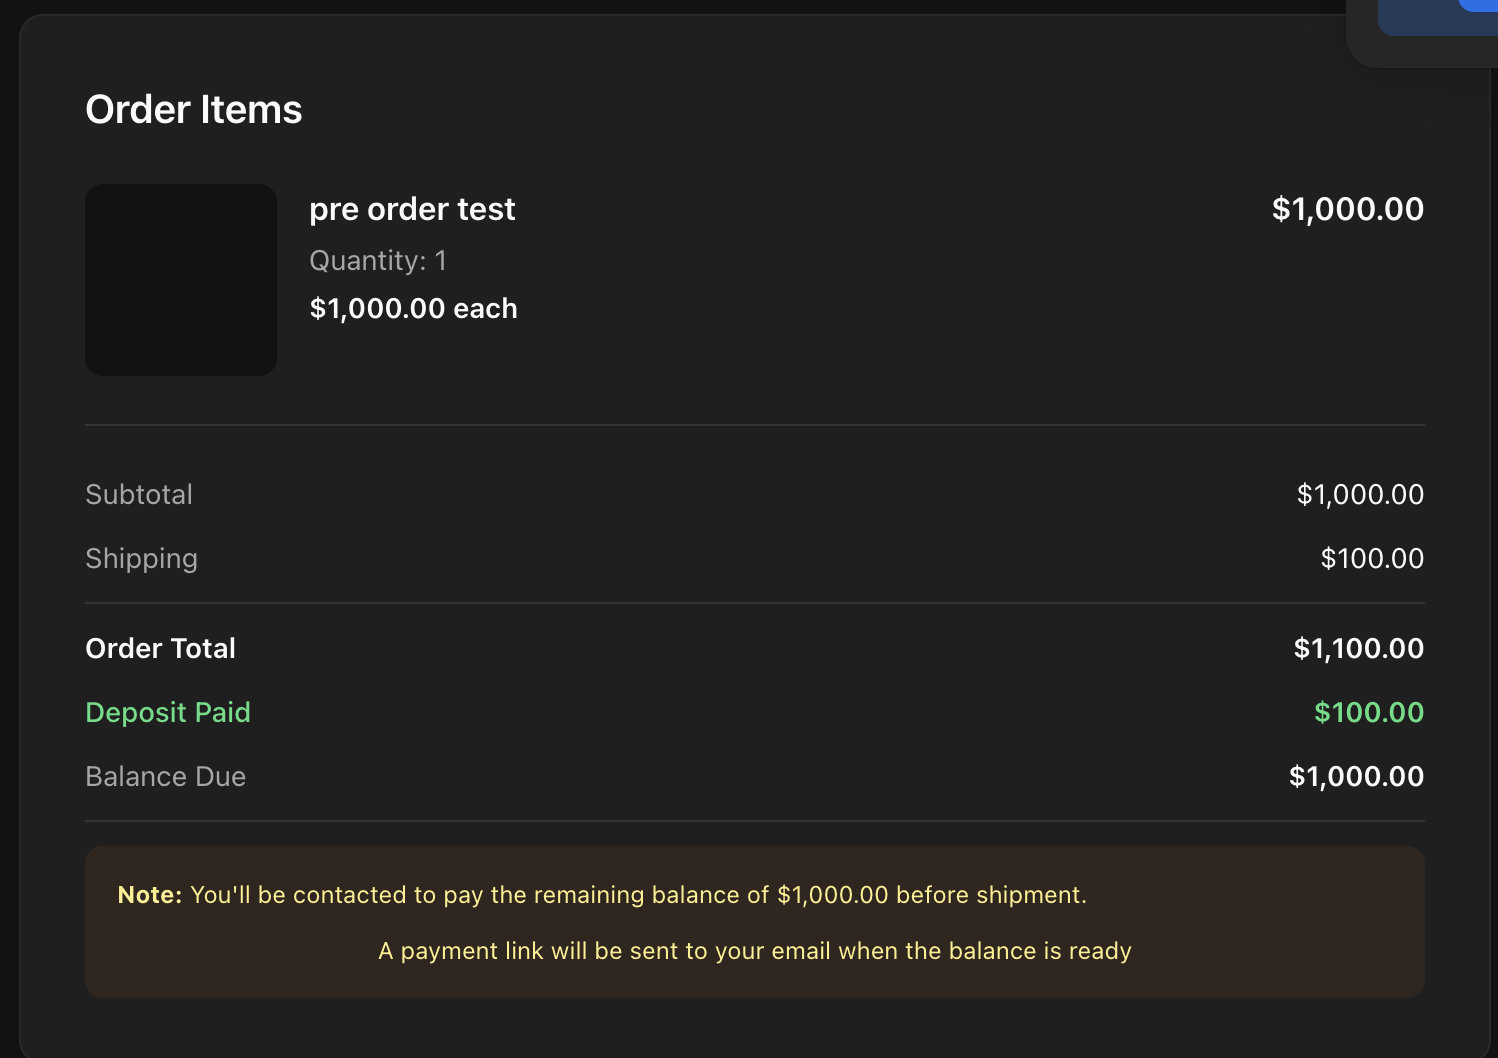 Order Items
pre order test
$1,000.00
Quantity: 1
$1,000.00 each
Subtotal
$1,000.00
Shipping
$100.00
Order Total
$1,100.00
Deposit Paid
$100.00
Balance Due
$1,000.00
Note: You'll be contacted to pay the remaining balance of $1,000.00 before shipment.
A payment link will be sent to your email when the balance is ready